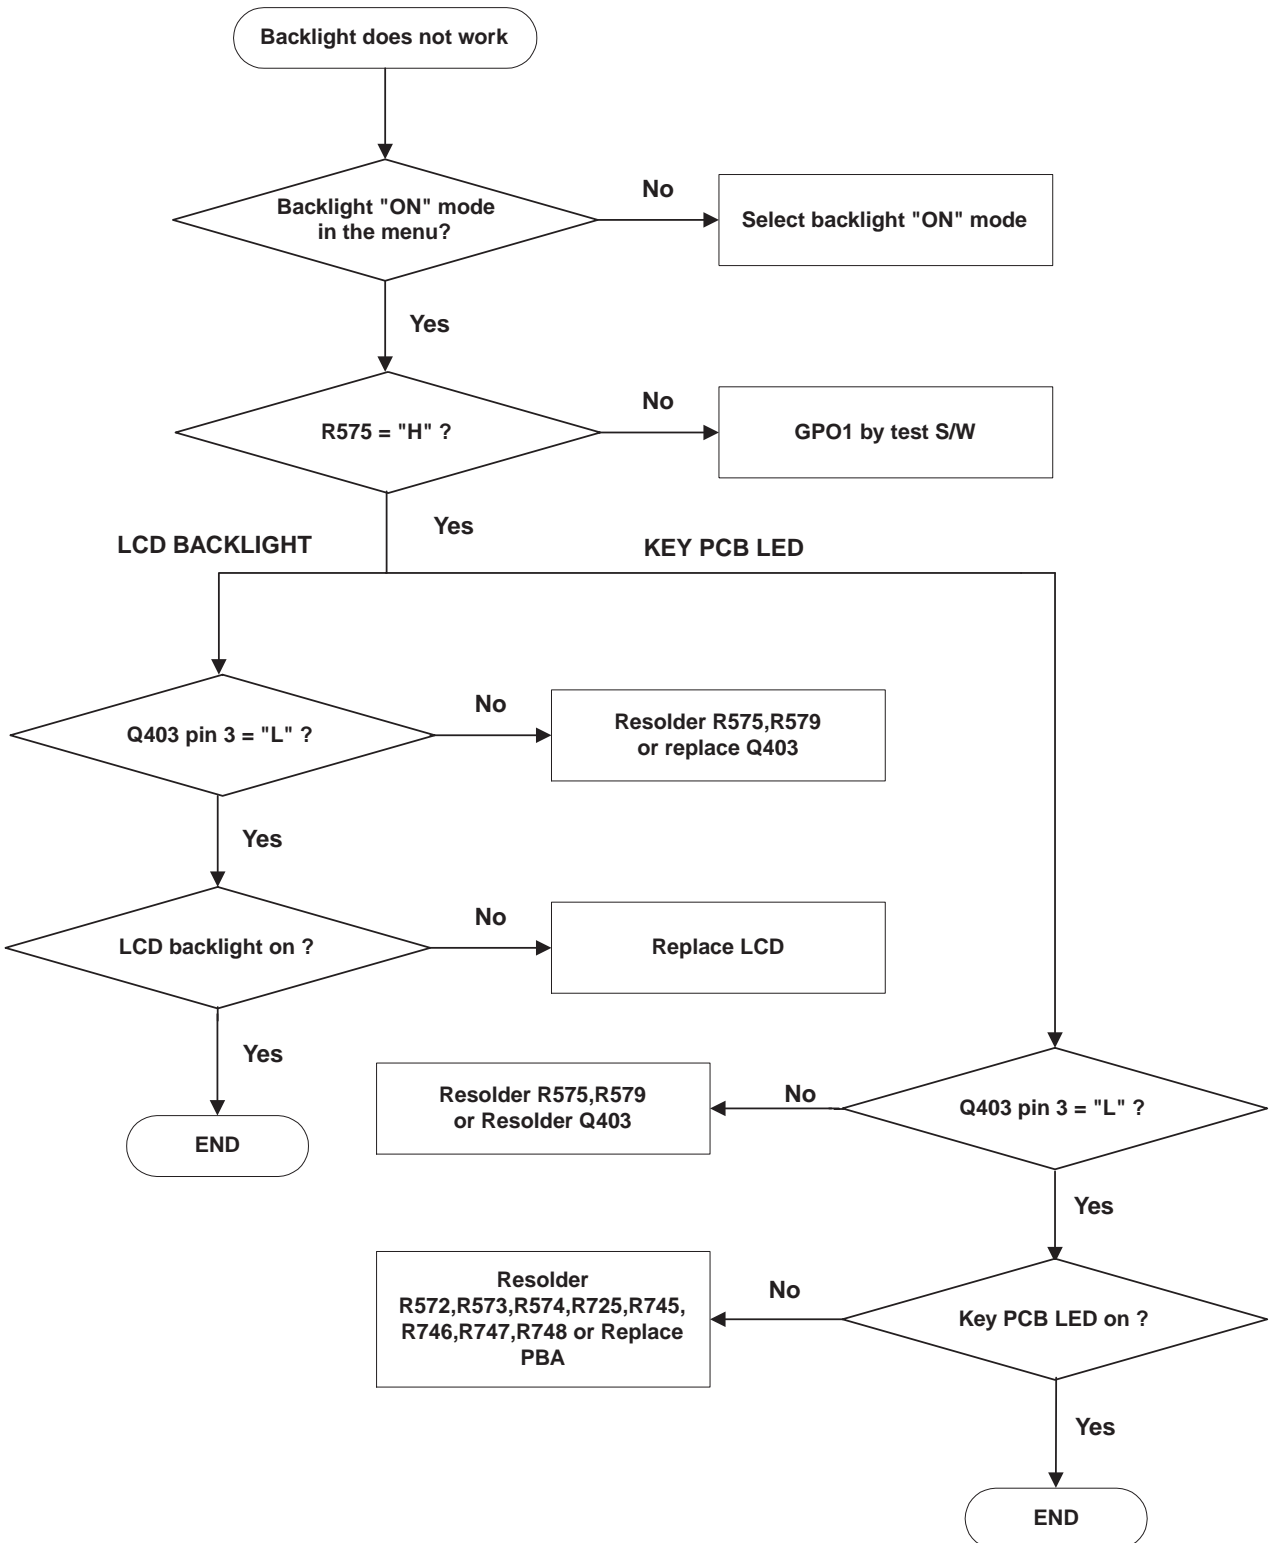 Backlight does not work
Backlight "ON" mode
in the menu?
No
Select backlight "ON" mode
Yes
R575 = "H" ?
No
GPO1 by test S/W
Yes
LCD BACKLIGHT
KEY PCB LED
Q403 pin 3 = "L" ?
No
Resolder R575,R579
or replace Q403
Yes
LCD backlight on ?
No
Replace LCD
Yes
END
Q403 pin 3 = "L" ?
No
Resolder R575,R579
or Resolder Q403
Yes
Key PCB LED on ?
No
Resolder
R572,R573,R574,R725,R745,
R746,R747,R748 or Replace
PBA
Yes
END